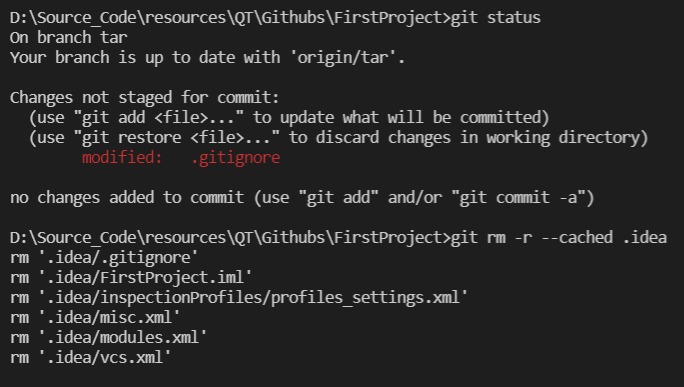 D:\Source_Code\resources\QT\Githubs\FirstProject>git status
On branch tar
Your branch is up to date with 'origin/tar'.
Changes not staged for commit:
(use "git add <file>..." to update what will be committed)
(use "git restore <file>..." to discard changes in working directory)
modified:   .gitignore
no changes added to commit (use "git add" and/or "git commit -a")
D:\Source_Code\resources\QT\Githubs\FirstProject>git rm -r --cached .idea
rm '.idea/.gitignore'
rm '.idea/FirstProject.iml'
rm '.idea/inspectionProfiles/profiles_settings.xml'
rm '.idea/misc.xml'
rm '.idea/modules.xml'
rm '.idea/vcs.xml'